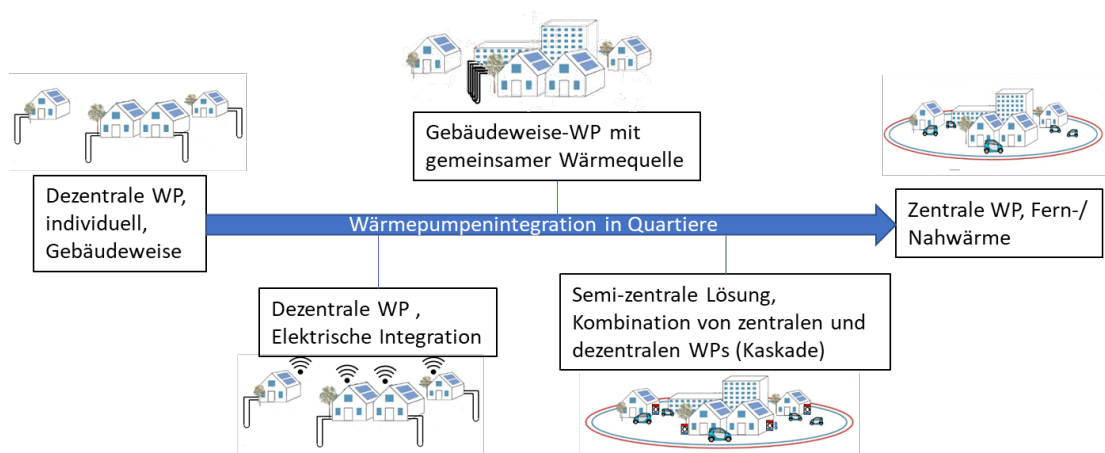 Gebäudeweise-WP mit
gemeinsamer Wärmequelle
Dezentrale WP,
individuell,
Gebäudeweise
Wärmepumpenintegration in Quartiere
Zentrale WP, Fern-/
Nahwärme
Dezentrale WP ,
Elektrische Integration
Semi-zentrale Lösung,
Kombination von zentralen und
dezentralen WPs (Kaskade)